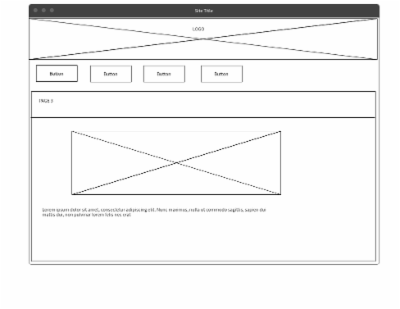 Site Title
LOGO
Button Button Button Button
PAGE 3
Lorem ipsum dolor sit amet, consectetur adipiscing elit. Nunc maximus, nulla ut commodo sagittis, sapien dui
mattis dui, non pulvinar lorem felis nec erat